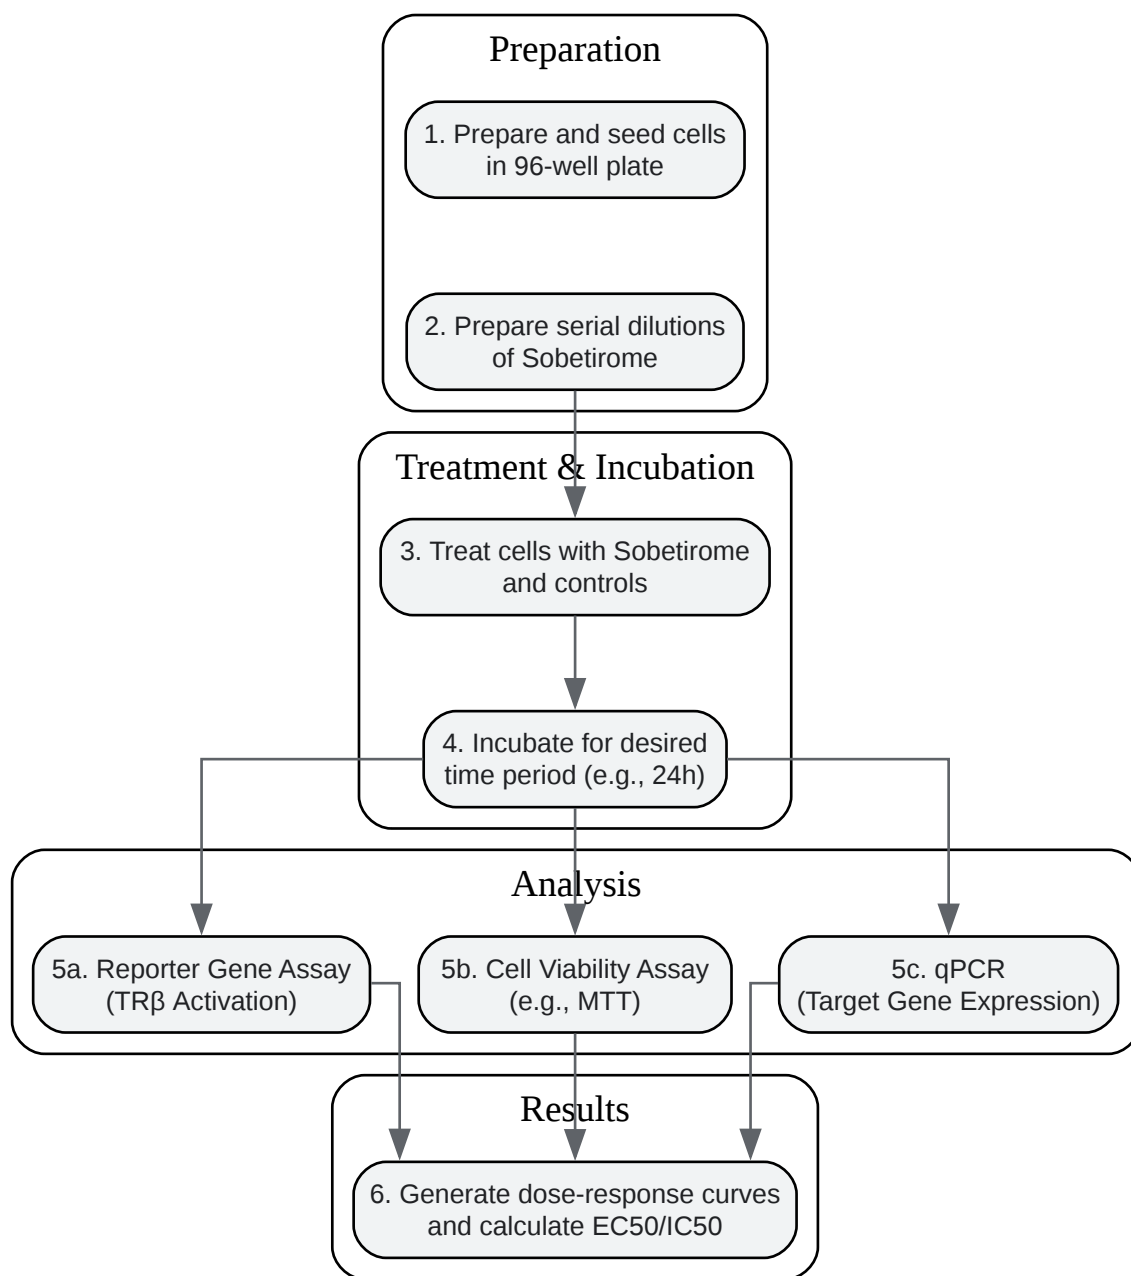 Preparation
1. Prepare and seed cells
in 96-well plate
2. Prepare serial dilutions
of Sobetirome
Treatment & Incubation
3. Treat cells with Sobetirome
and controls
4. Incubate for desired
time period (e.g., 24h)
Analysis
5a. Reporter Gene Assay
(TRβ Activation)
5b. Cell Viability Assay
(e.g., MTT)
5c. qPCR
(Target Gene Expression)
Results
6. Generate dose-response curves
and calculate EC50/IC50